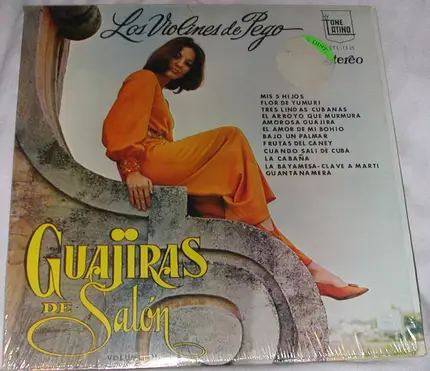 Los Violines de Pego
TONE
LATINO
Stereo
MIS 5 HIJOS
FLOR DE YUMURI
TRES LINDAS CUBANAS
EL ARROYO QUE MURMURA
AMOROSA GUAJIRA
EL AMOR DE MI BOHIO
BAJO UN PALMAR
FRUTAS DEL CANEY
CUANDO SALI DE CUBA
LA CABAÑA
LA BAYAMESA-CLAVE A MARTI
GUANTANAMERA
GUAJIRAS
DE Salón